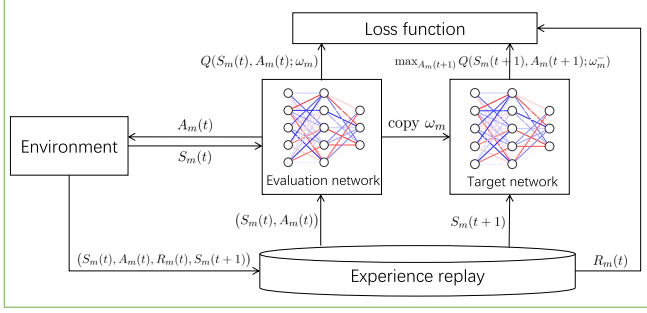 Loss function
Q(S_m(t), A_m(t); ω_m)
max_{A_m(t+1)} Q(S_m(t+1), A_m(t+1); ω_m^-)
A_m(t)
copy ω_m
Environment
S_m(t)
Evaluation network
Target network
(S_m(t), A_m(t))
S_m(t+1)
(S_m(t), A_m(t), R_m(t), S_m(t+1))
R_m(t)
Experience replay